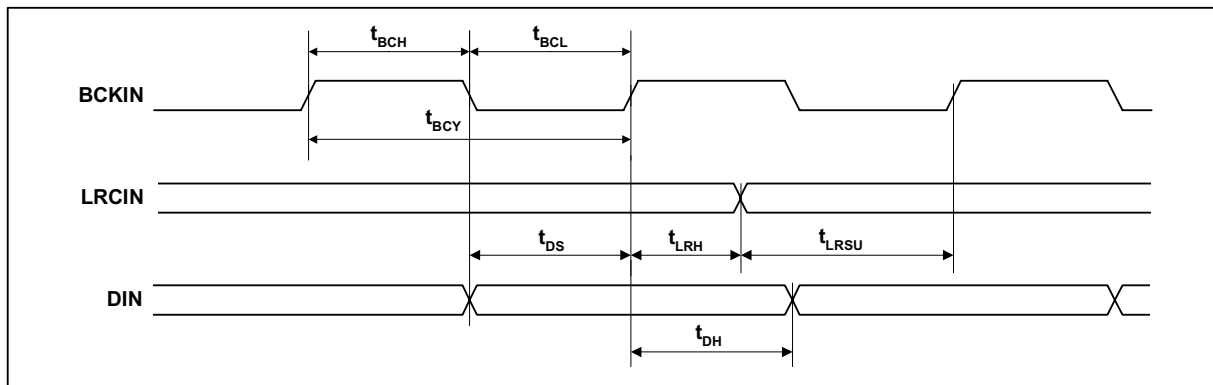 tBCH
tBCL
BCKIN
tBCY
LRCIN
tDS
tLRH
tLRSU
DIN
tDH